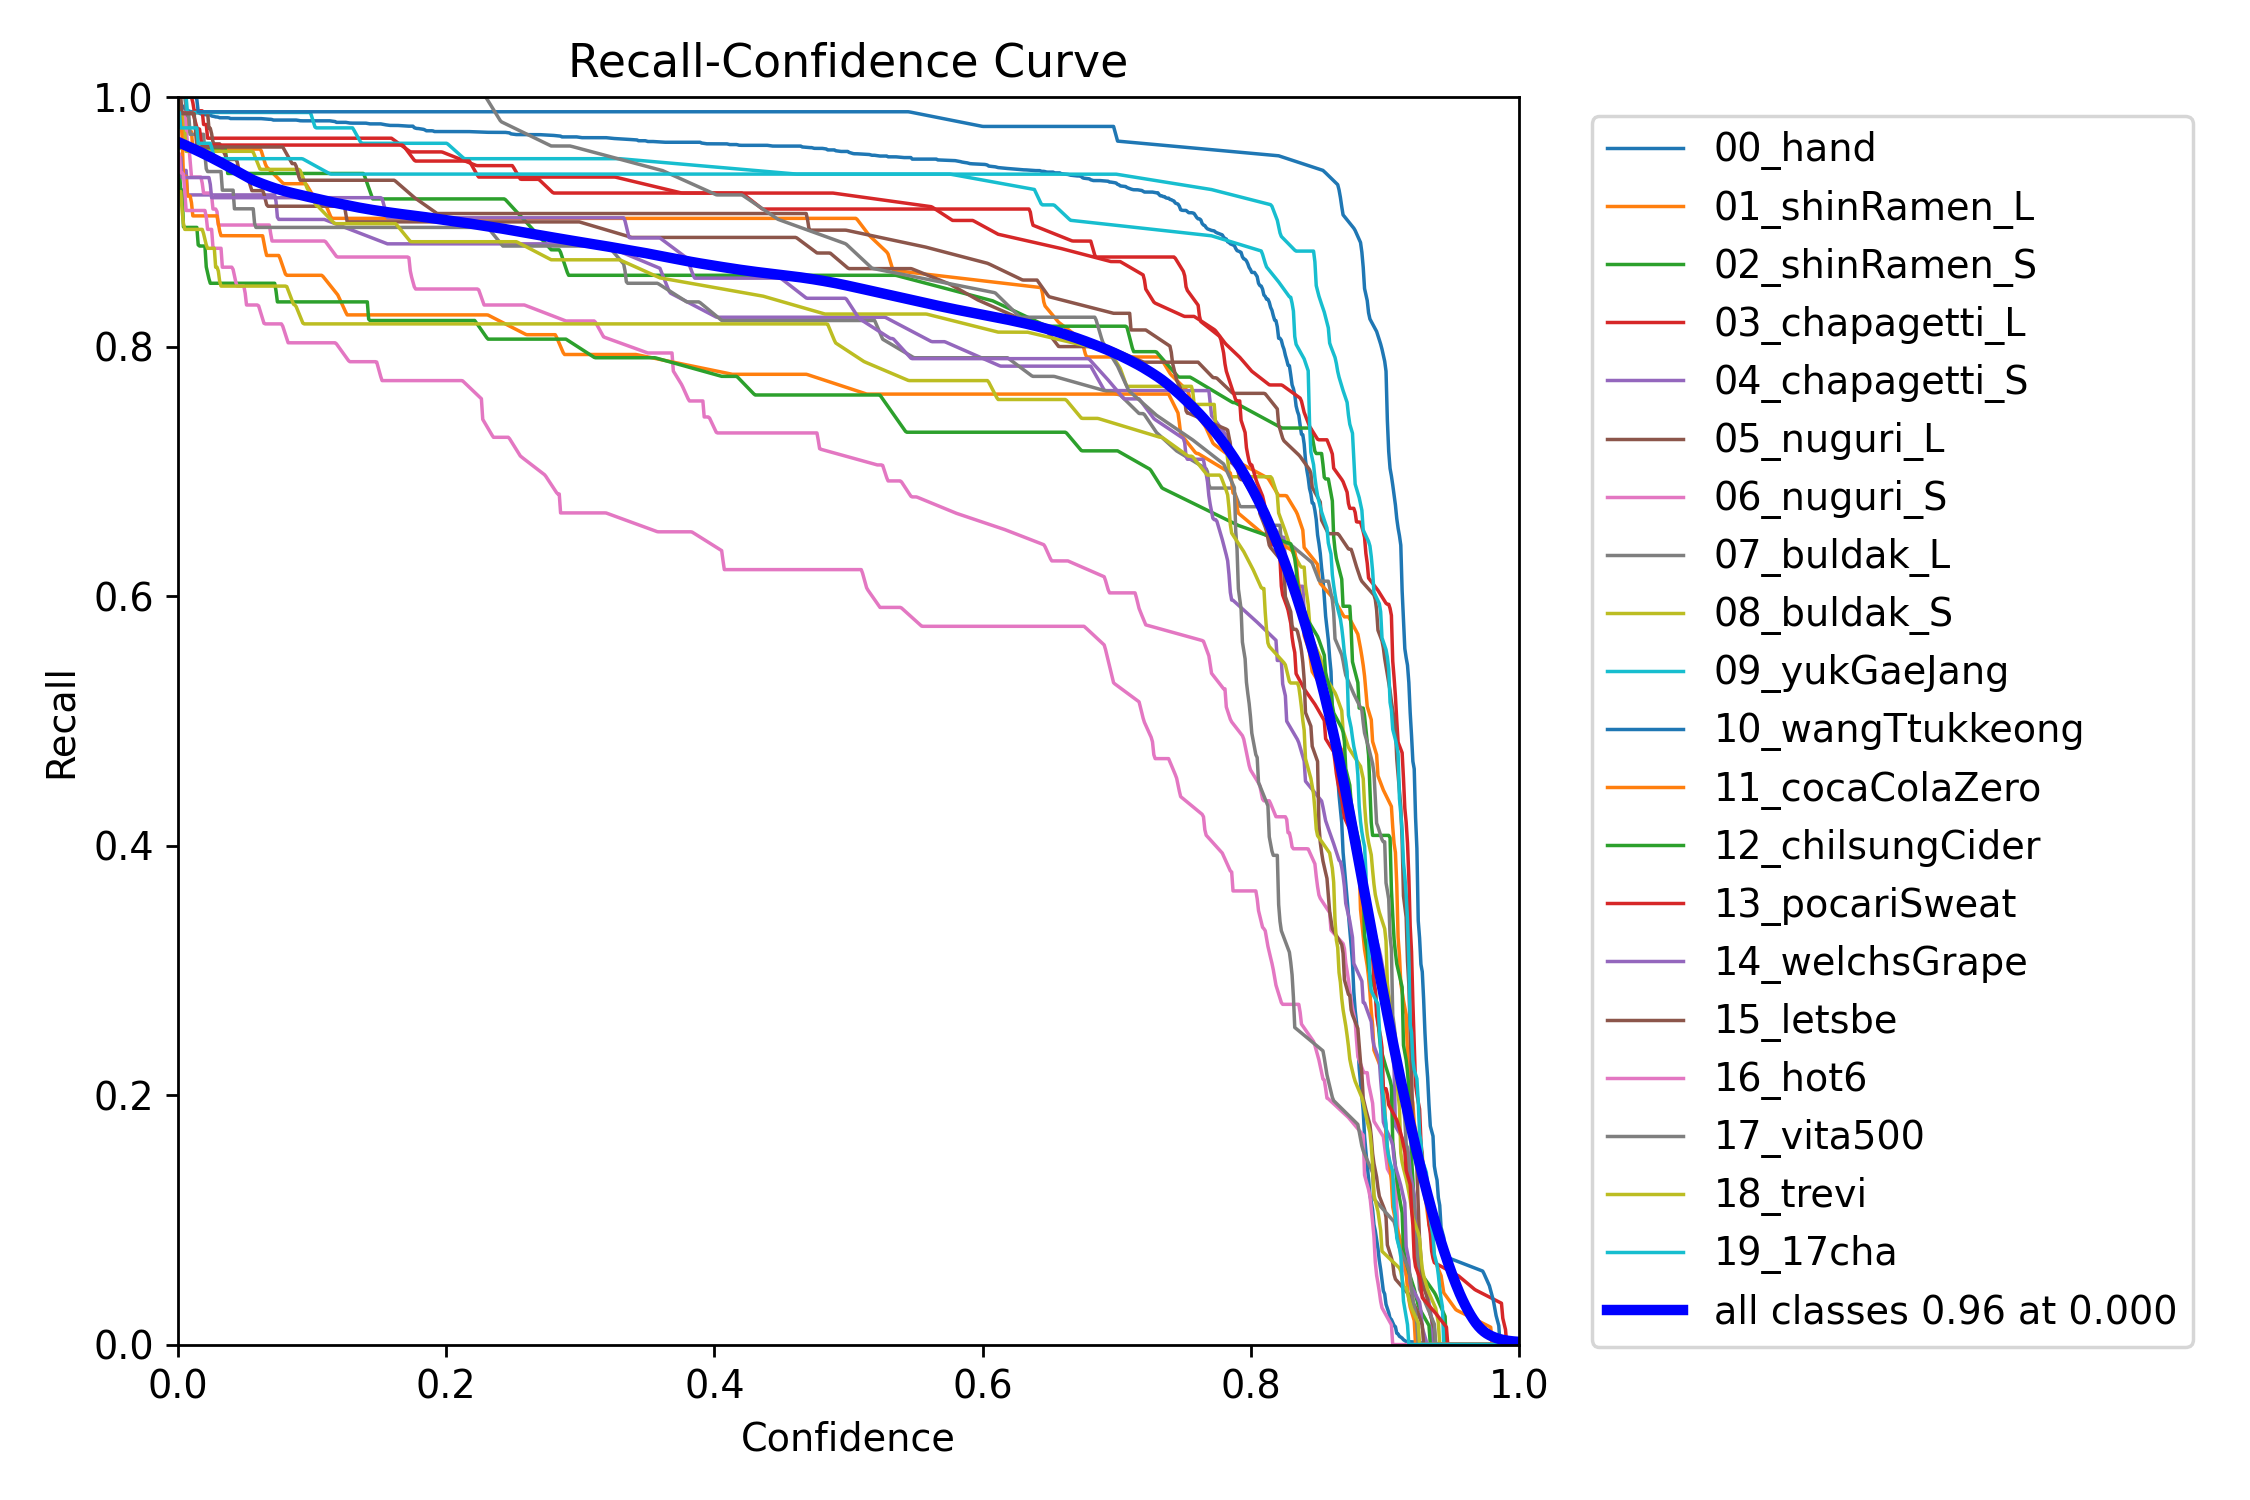 Recall-Confidence Curve
1.0
0.8
0.6
0.4
0.2
0.0
Recall
0.0 0.2 0.4 0.6 0.8 1.0
Confidence
00_hand
01_shinRamen_L
02_shinRamen_S
03_chapagetti_L
04_chapagetti_S
05_nuguri_L
06_nuguri_S
07_buldak_L
08_buldak_S
09_yukGaeJang
10_wangTtukkeong
11_cocaColaZero
12_chilsungCider
13_pocariSweat
14_welchsGrape
15_letsbe
16_hot6
17_vita500
18_trevi
19_17cha
all classes 0.96 at 0.000